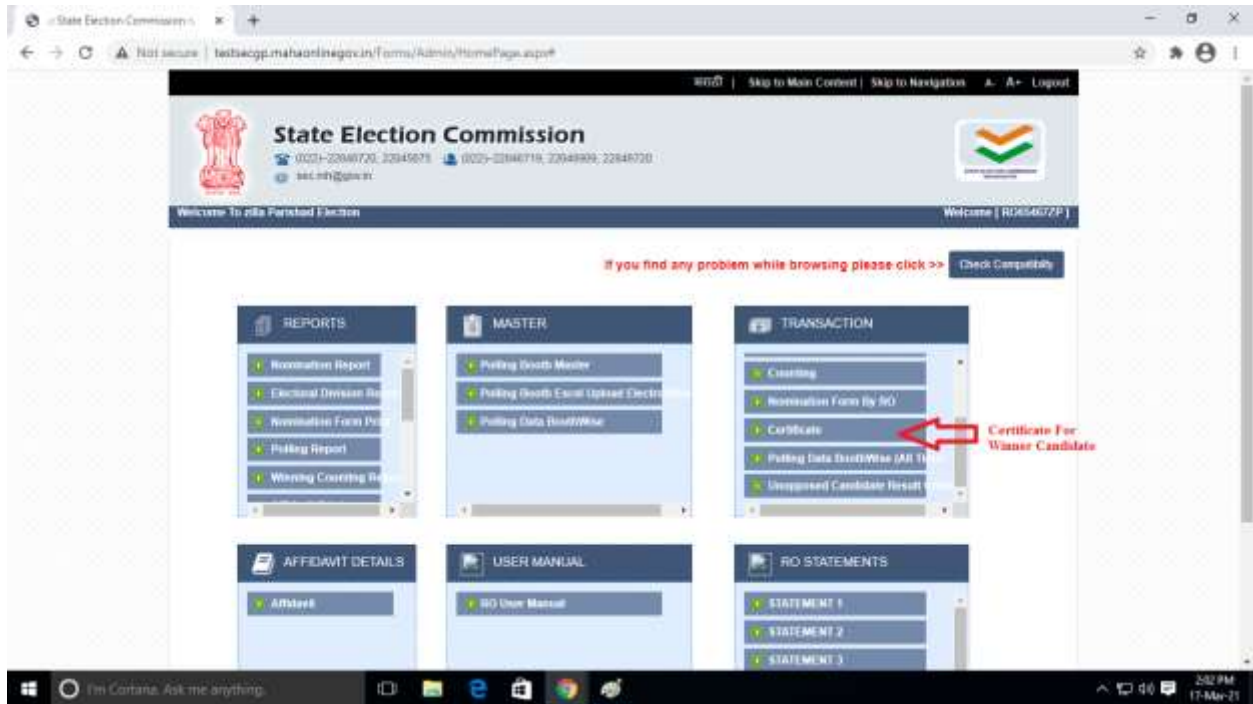 State Election Commission
Not secure | testsecgp.mahaonlinegov.in/Forms/Admin/HomePage.aspx#
मराठी | Skip to Main Content | Skip to Navigation A- A+ Logout
State Election Commission
sec.mh@gov.in
Welcome To zilla Parishad Election
Welcome [ RO65467ZP ]
If you find any problem while browsing please click >> Check Compatibility
REPORTS
Nomination Report
Electoral Division
Nomination Form
Polling Report
Winning Counting
MASTER
Polling Booth Master
Polling Booth Excel Upload
Polling Data BoothWise
TRANSACTION
Counting
Nomination Form By RO
Certificate
Polling Data BoothWise (All
Unopposed Candidate Result
Certificate For
Winner Candidate
AFFIDAVIT DETAILS
Affidavit
USER MANUAL
RO User Manual
RO STATEMENTS
STATEMENT 1
STATEMENT 2
STATEMENT 3
I'm Cortana. Ask me anything.
2:02 PM
17-Mar-21